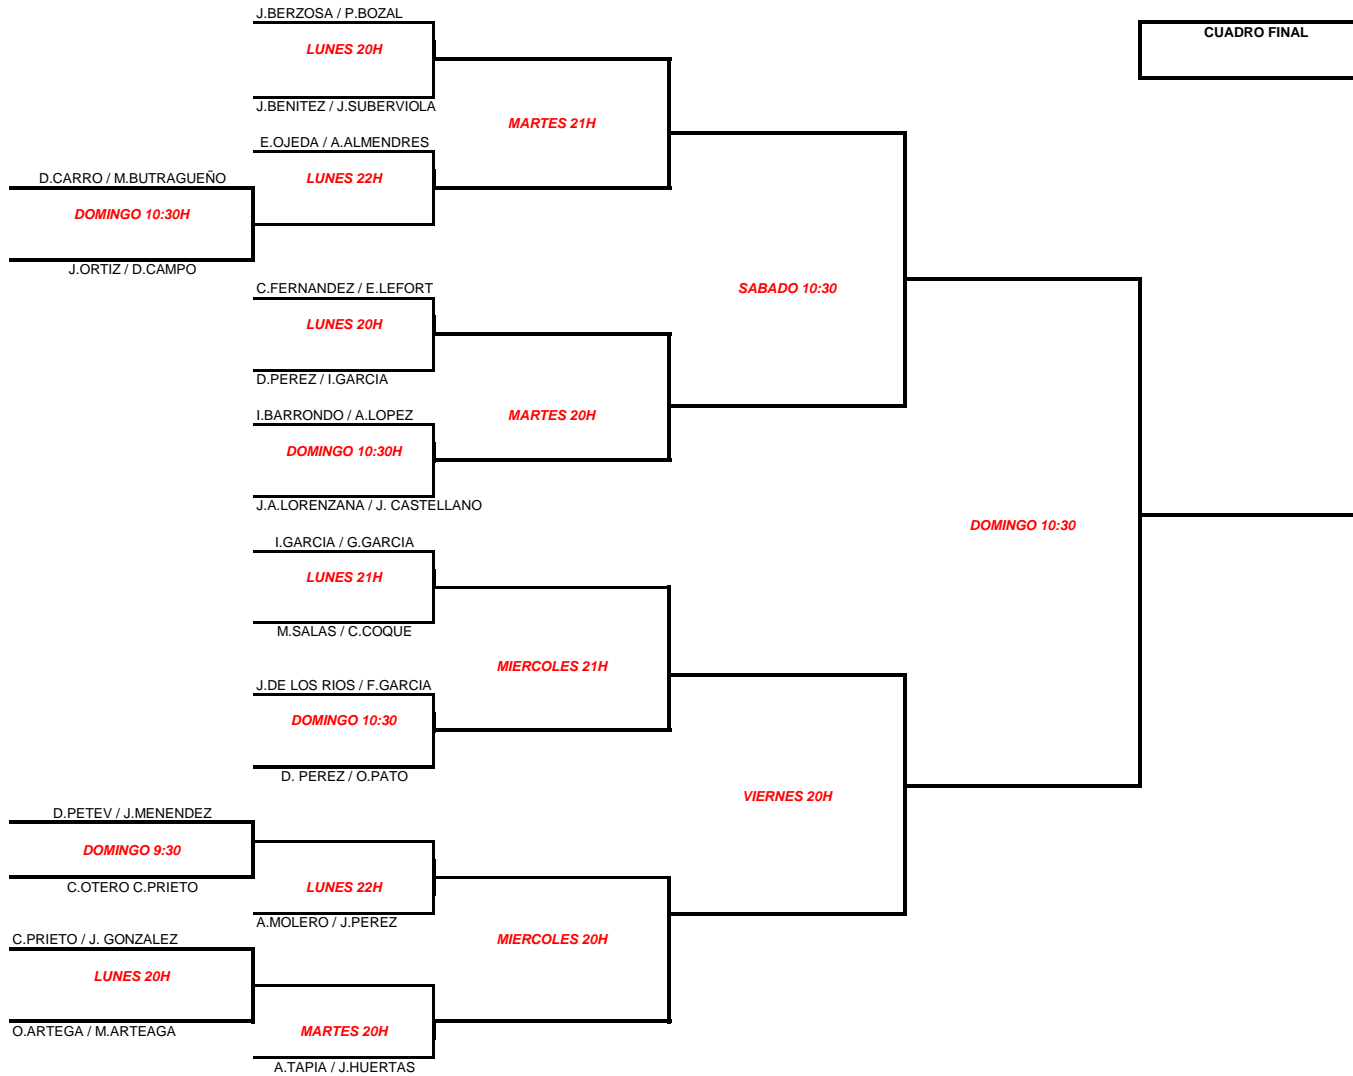 J.BERZOSA / P.BOZAL
CUADRO FINAL
LUNES 20H
J.BENITEZ / J.SUBERVIOLA
MARTES 21H
E.OJEDA / A.ALMENDRES
D.CARRO / M.BUTRAGUEÑO
LUNES 22H
DOMINGO 10:30H
J.ORTIZ / D.CAMPO
C.FERNANDEZ / E.LEFORT
SABADO 10:30
LUNES 20H
D.PEREZ / I.GARCIA
I.BARRONDO / A.LOPEZ
MARTES 20H
DOMINGO 10:30H
J.A.LORENZANA / J. CASTELLANO
DOMINGO 10:30
I.GARCIA / G.GARCIA
LUNES 21H
M.SALAS / C.COQUE
MIERCOLES 21H
J.DE LOS RIOS / F.GARCIA
DOMINGO 10:30
D. PEREZ / O.PATO
VIERNES 20H
D.PETEV / J.MENENDEZ
DOMINGO 9:30
C.OTERO C.PRIETO
LUNES 22H
A.MOLERO / J.PEREZ
C.PRIETO / J. GONZALEZ
MIERCOLES 20H
LUNES 20H
O.ARTEGA / M.ARTEAGA
MARTES 20H
A.TAPIA / J.HUERTAS